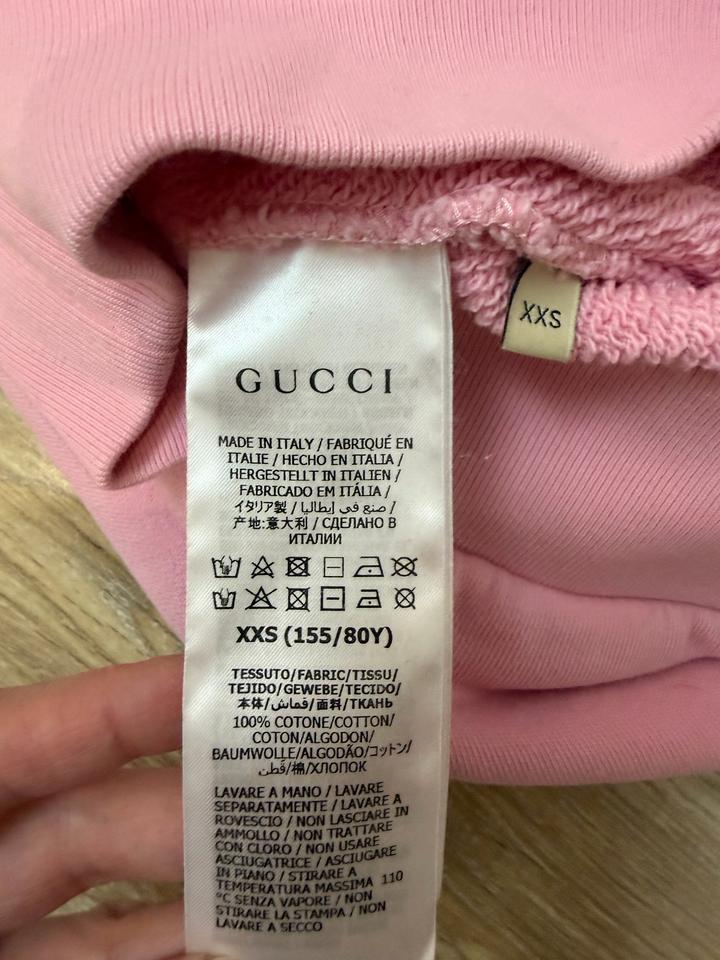 XXS
GUCCI
MADE IN ITALY / FABRIQUÉ EN
ITALIE / HECHO EN ITALIA /
HERGESTELLT IN ITALIEN /
FABRICADO EM ITÁLIA /
イタリア製 / صنع في إيطاليا /
产地:意大利 / СДЕЛАНО В
ИТАЛИИ
XXS (155/80Y)
TESSUTO/FABRIC/TISSU/
TEJIDO/GEWEBE/TECIDO/
本体/قماش/面料/ТКАНЬ
100% COTONE/COTTON/
COTON/ALGODON/
BAUMWOLLE/ALGODÃO/コットン/
قطن/棉/ХЛОПОК
LAVARE A MANO / LAVARE
SEPARATAMENTE / LAVARE A
ROVESCIO / NON LASCIARE IN
AMMOLLO / NON TRATTARE
CON CLORO / NON USARE
ASCIUGATRICE / ASCIUGARE
IN PIANO / STIRARE A
TEMPERATURA MASSIMA 110
°C SENZA VAPORE / NON
STIRARE LA STAMPA / NON
LAVARE A SECCO